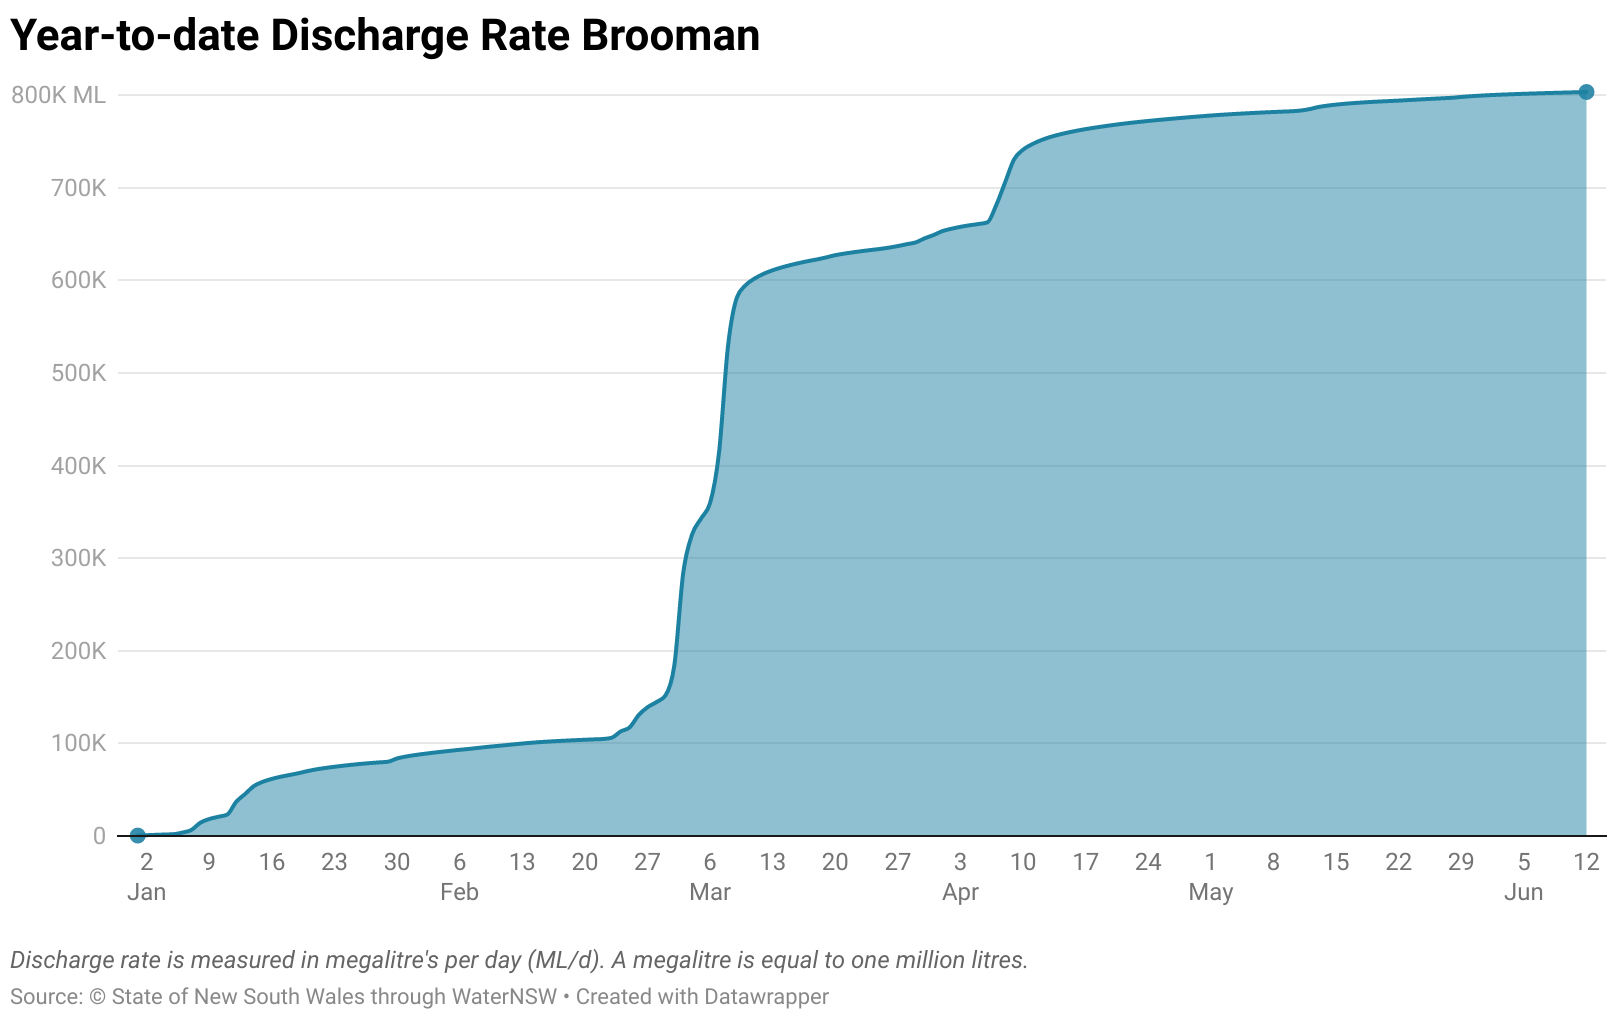 Year-to-date Discharge Rate Brooman
800K ML
700K
600K
500K
400K
300K
200K
100K
0
2 9 16 23 30 6 13 20 27 6 13 20 27 3 10 17 24 1 8 15 22 29 5 12
Jan Feb Mar Apr May Jun
Discharge rate is measured in megalitre's per day (ML/d). A megalitre is equal to one million litres.
Source: © State of New South Wales through WaterNSW • Created with Datawrapper